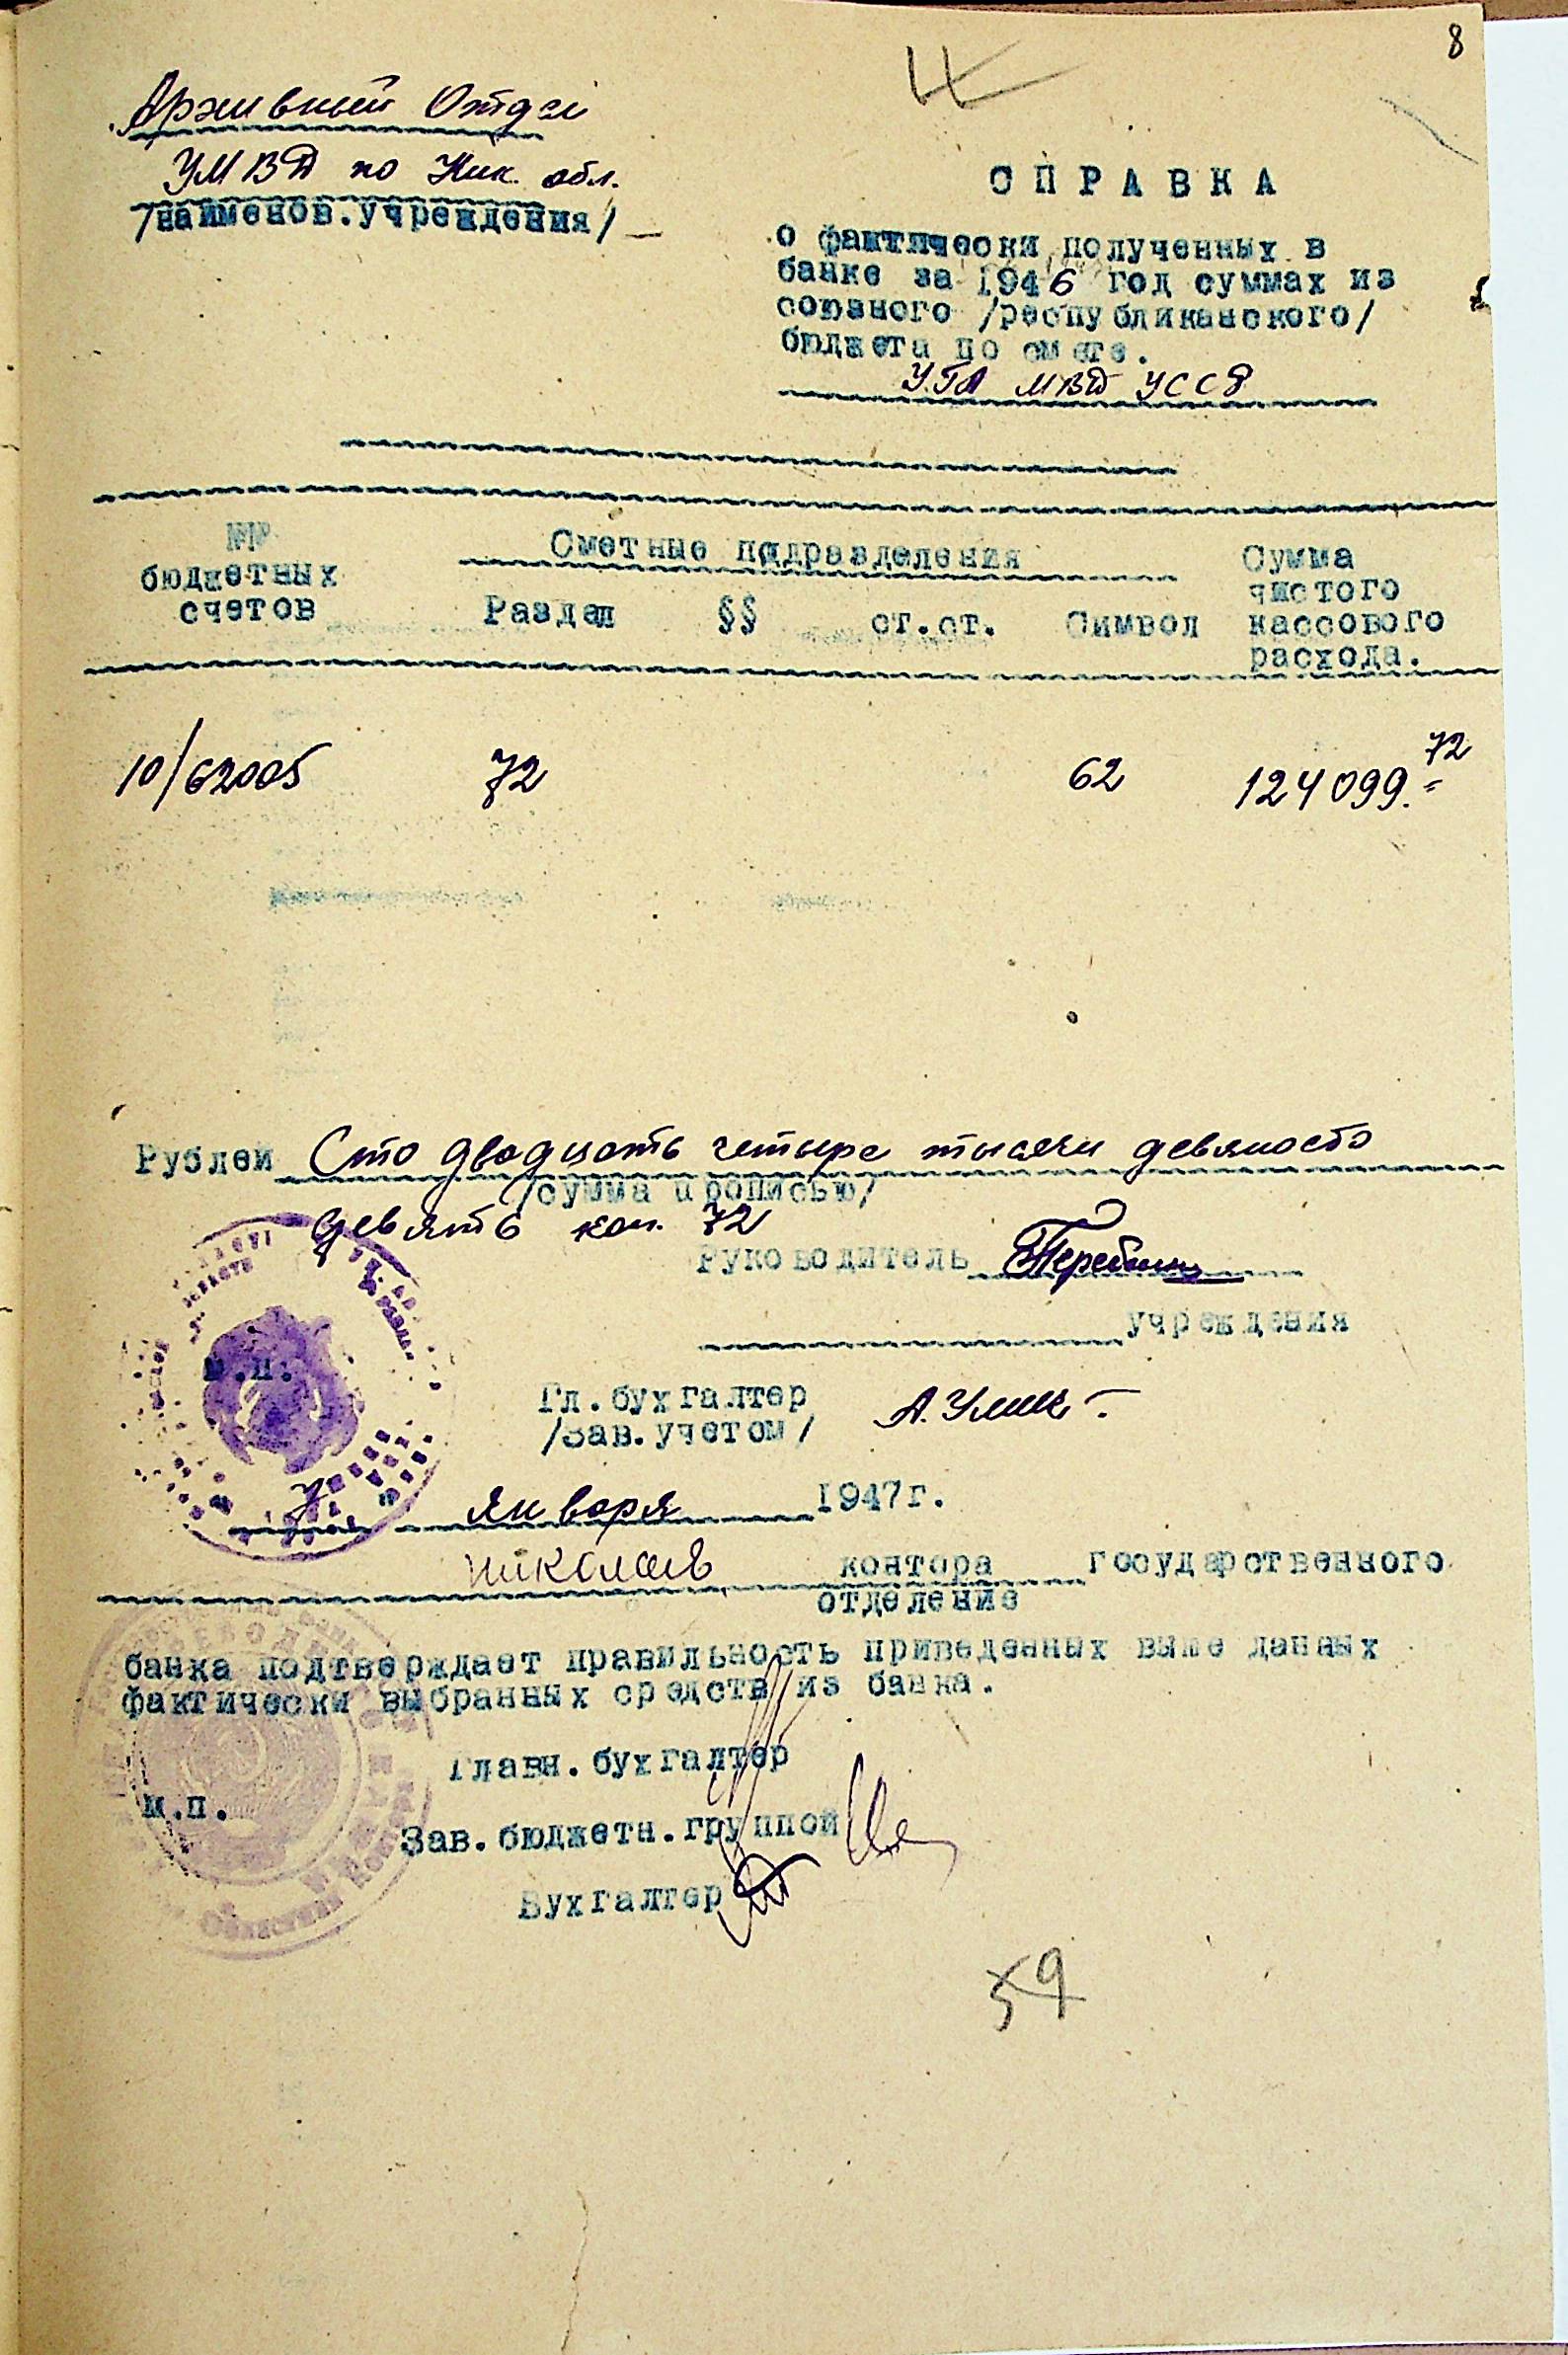 8
Архивный Отдел
УМВД по Ник. обл.
/наименов.учреждения/
СПРАВКА
о фактически полученных в
банке за 1946 год суммах из
союзного /республиканского/
бюджета по смете.
УГА МВД УССР
№№ бюджетных счетов
Сметные подразделения
Раздел §§ ст.ст. Символ
Сумма чистого кассового расхода.
10/62005 72 62 124099.72
Рублей Сто двадцать четыре тысячи девяносто
/сумма прописью/
девять коп. 72
Руководитель
учреждения
м.п.
Гл.бухгалтер
/Зав.учетом/
7 " января 1947г.
Николаев контора государственного
отделение
банка подтверждает правильность приведенных выше данных
фактически выбранных средств из банка.
Главн.бухгалтер
м.п.
Зав.бюджетн.группой
Бухгалтер
59